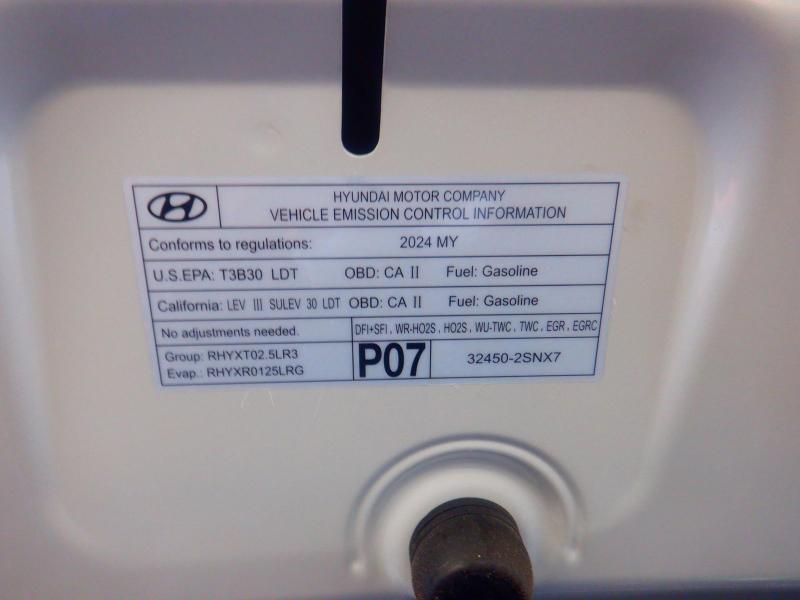 HYUNDAI MOTOR COMPANY
VEHICLE EMISSION CONTROL INFORMATION
Conforms to regulations: 2024 MY
U.S.EPA: T3B30 LDT OBD: CA II Fuel: Gasoline
California: LEV III SULEV 30 LDT OBD: CA II Fuel: Gasoline
No adjustments needed. DFI+SFI , WR-HO2S , HO2S , WU-TWC , TWC , EGR , EGRC
Group: RHYXT02.5LR3
Evap.: RHYXR0125LRG
P07 32450-2SNX7